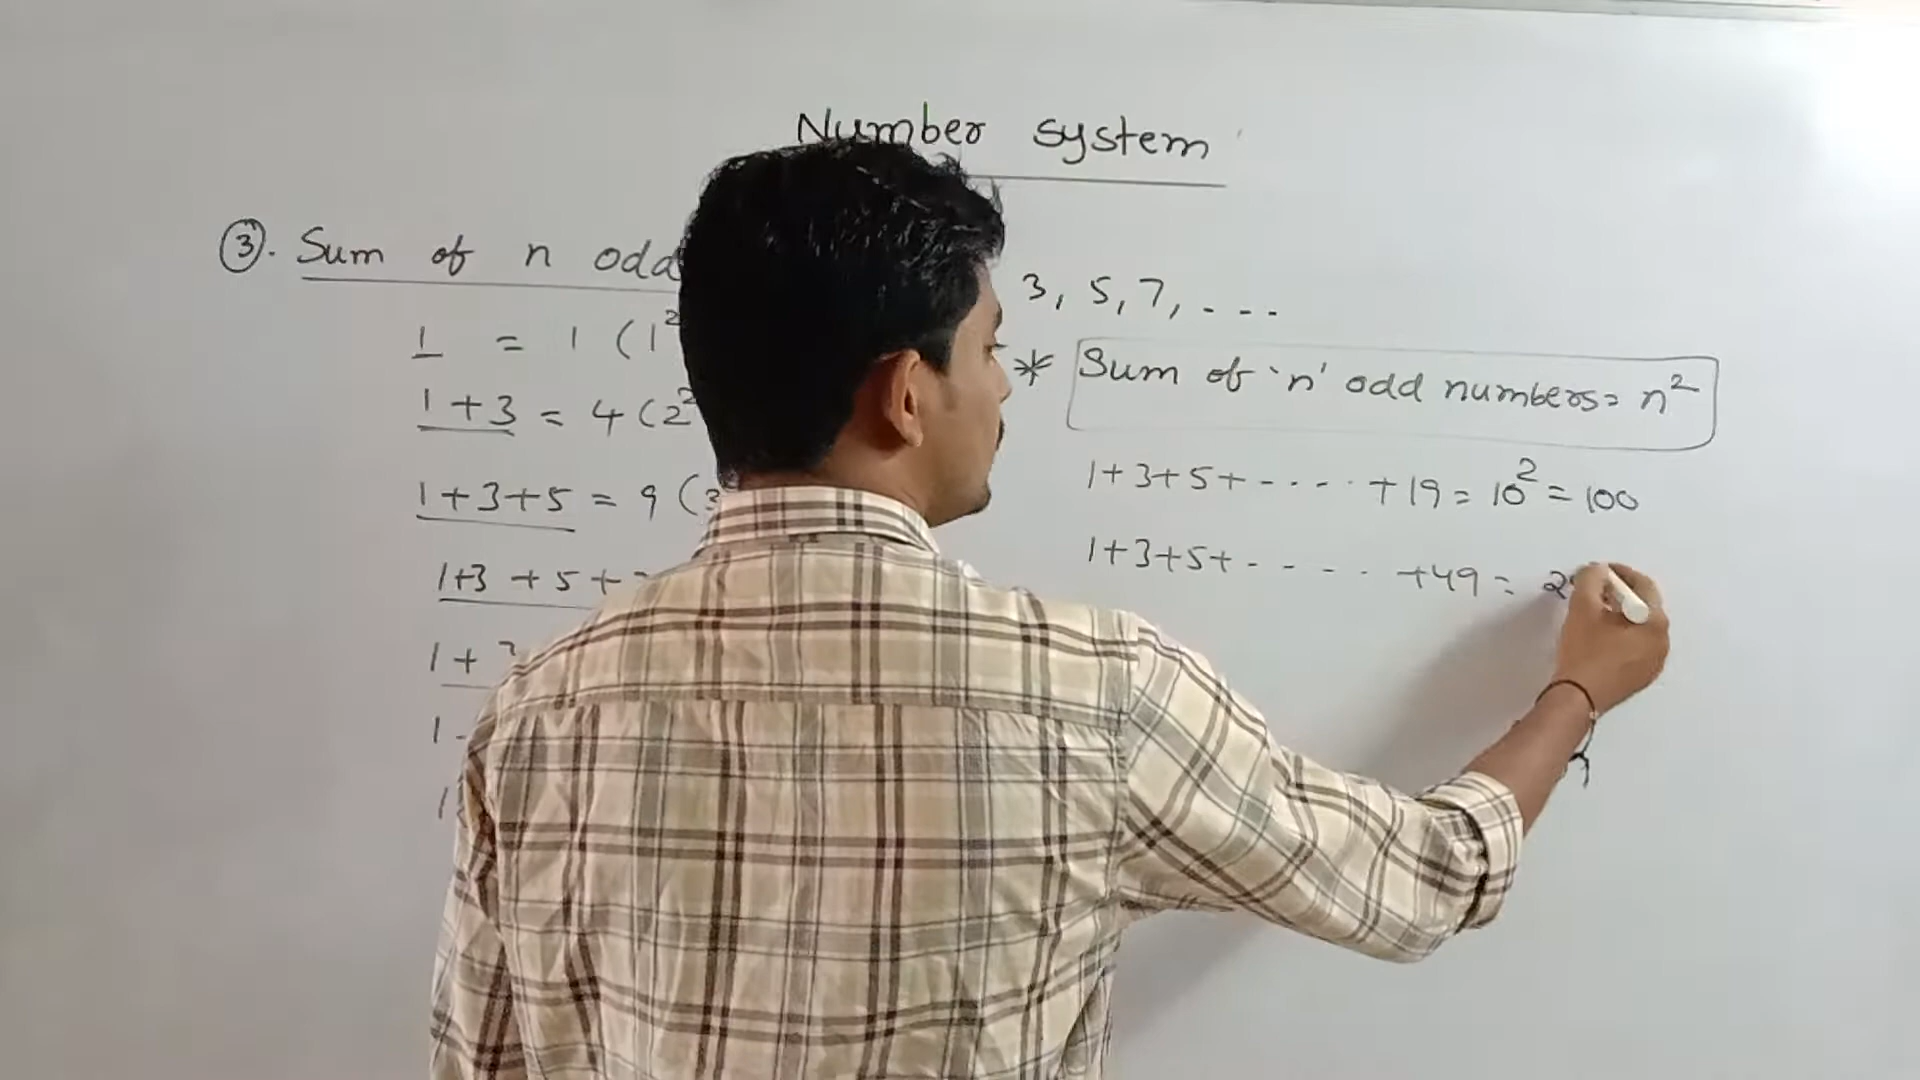 Number system
③. Sum of n odd
3, 5, 7, - - -
1 = 1 (1²
1+3 = 4 (2²
1+3+5 = 9 (3
1+3 +5+
1+
1
* Sum of 'n' odd numbers = n²
1+3+5+ - - - - +19 = 10² = 100
1+3+5+ - - - - +49 = 2